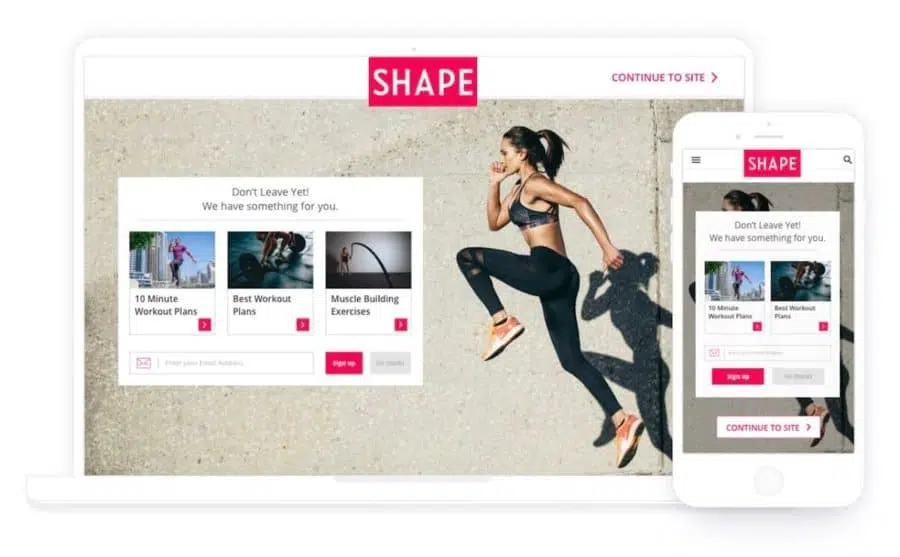 SHAPE
CONTINUE TO SITE
Don't Leave Yet!
We have something for you.
10 Minute
Workout Plans
Best Workout
Plans
Muscle Building
Exercises
Enter your Email Address
Sign up
No thanks
SHAPE
Don't Leave Yet!
We have something for you.
10 Minute
Workout Plans
Best Workout
Plans
Sign up
No thanks
CONTINUE TO SITE